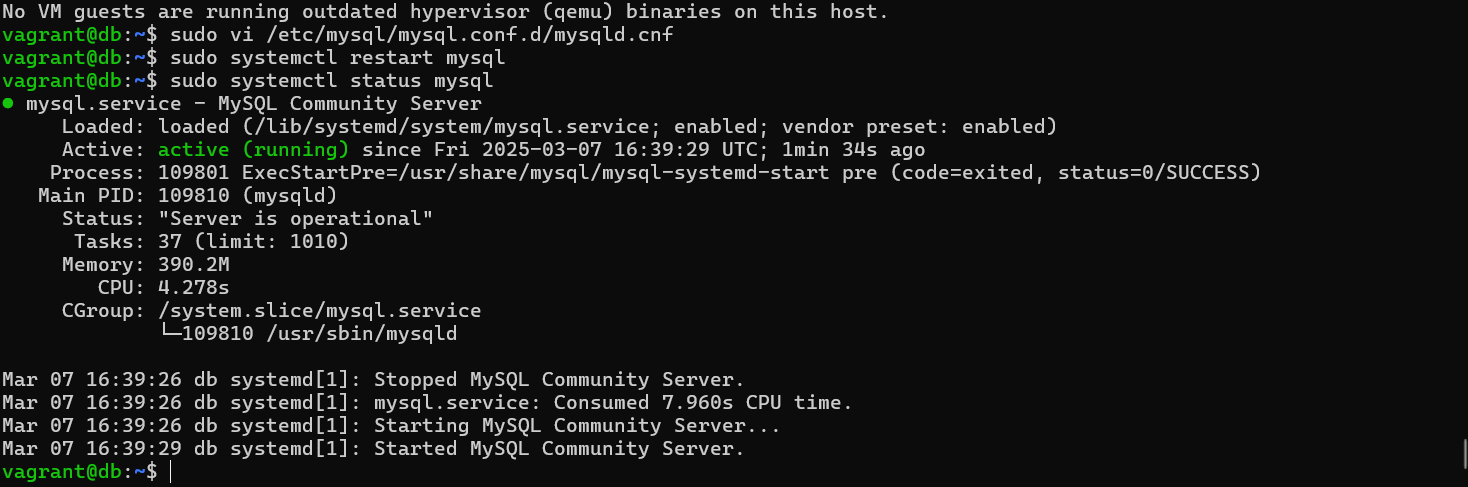 No VM guests are running outdated hypervisor (qemu) binaries on this host.
vagrant@db:~$ sudo vi /etc/mysql/mysql.conf.d/mysqld.cnf
vagrant@db:~$ sudo systemctl restart mysql
vagrant@db:~$ sudo systemctl status mysql
● mysql.service - MySQL Community Server
     Loaded: loaded (/lib/systemd/system/mysql.service; enabled; vendor preset: enabled)
     Active: active (running) since Fri 2025-03-07 16:39:29 UTC; 1min 34s ago
    Process: 109801 ExecStartPre=/usr/share/mysql/mysql-systemd-start pre (code=exited, status=0/SUCCESS)
   Main PID: 109810 (mysqld)
     Status: "Server is operational"
      Tasks: 37 (limit: 1010)
     Memory: 390.2M
        CPU: 4.278s
     CGroup: /system.slice/mysql.service
             └─109810 /usr/sbin/mysqld

Mar 07 16:39:26 db systemd[1]: Stopped MySQL Community Server.
Mar 07 16:39:26 db systemd[1]: mysql.service: Consumed 7.960s CPU time.
Mar 07 16:39:26 db systemd[1]: Starting MySQL Community Server...
Mar 07 16:39:29 db systemd[1]: Started MySQL Community Server.
vagrant@db:~$